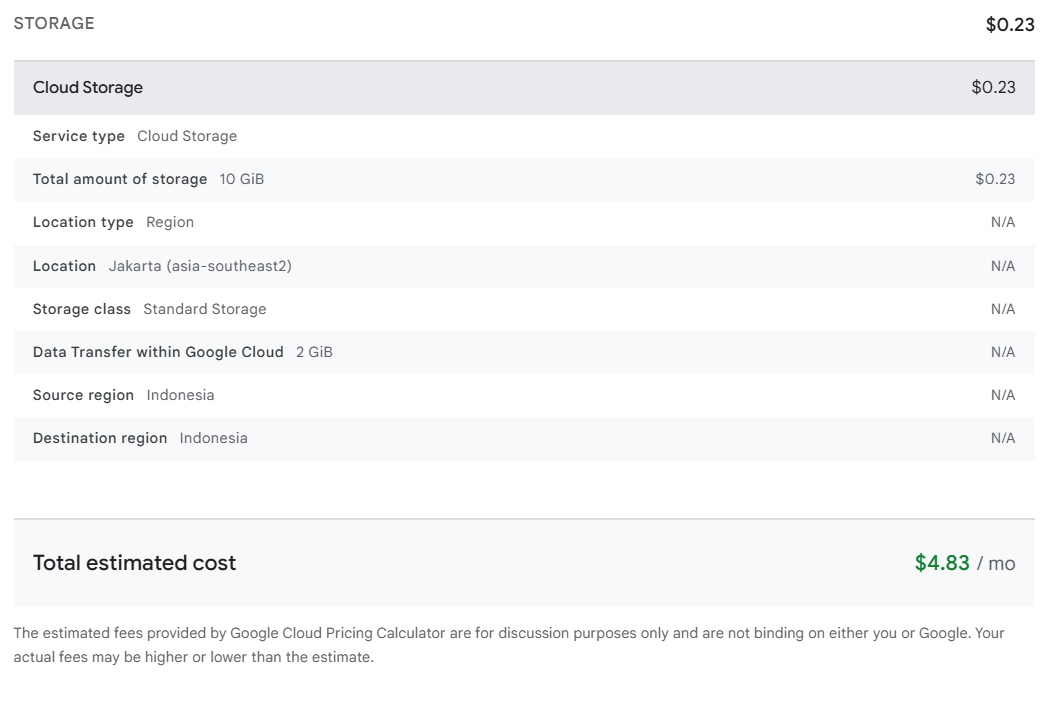 STORAGE $0.23
Cloud Storage $0.23
Service type Cloud Storage
Total amount of storage 10 GiB $0.23
Location type Region N/A
Location Jakarta (asia-southeast2) N/A
Storage class Standard Storage N/A
Data Transfer within Google Cloud 2 GiB N/A
Source region Indonesia N/A
Destination region Indonesia N/A
Total estimated cost $4.83 / mo
The estimated fees provided by Google Cloud Pricing Calculator are for discussion purposes only and are not binding on either you or Google. Your
actual fees may be higher or lower than the estimate.